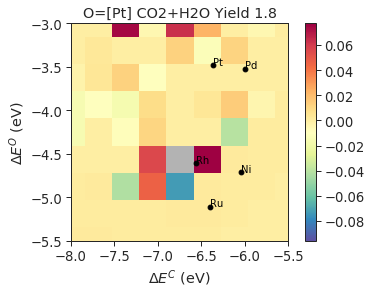 O=[Pt] CO2+H2O Yield 1.8
−3.0
−3.5
−4.0
−4.5
−5.0
−5.5
ΔE^O (eV)
Pt
Pd
Rh
Ni
Ru
−8.0 −7.5 −7.0 −6.5 −6.0 −5.5
ΔE^C (eV)
0.06
0.04
0.02
0.00
−0.02
−0.04
−0.06
−0.08